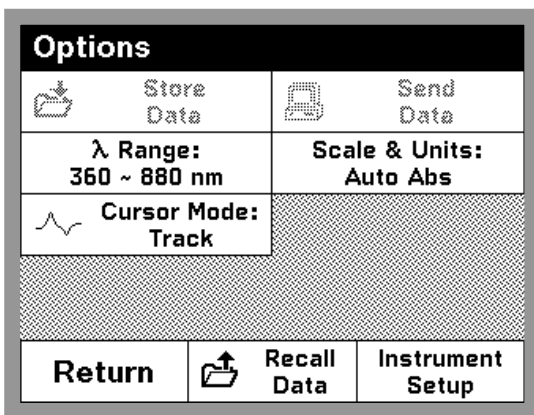 Options
Store
Data
Send
Data
λ Range:
360 ~ 880 nm
Scale & Units:
Auto Abs
Cursor Mode:
Track
Return
Recall
Data
Instrument
Setup